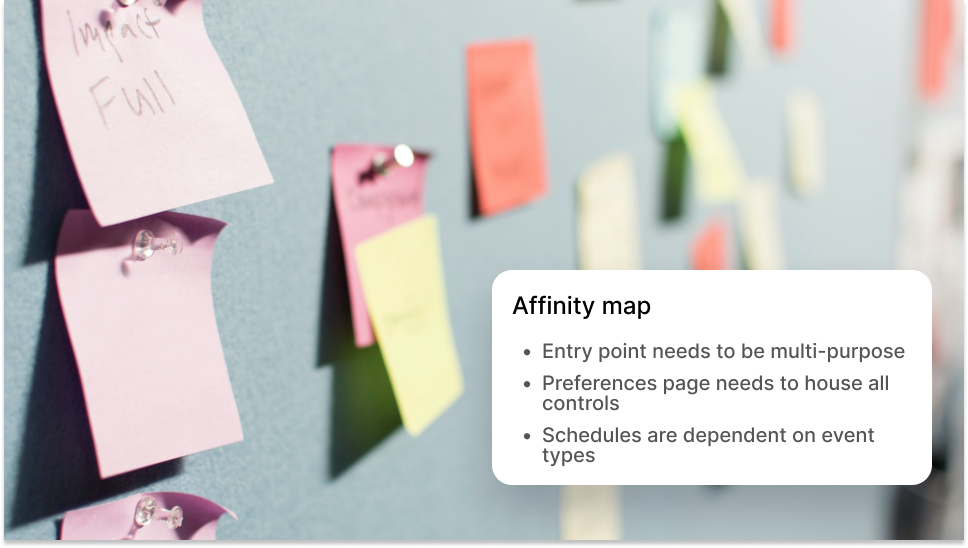 Impact
Full
Affinity map
• Entry point needs to be multi-purpose
• Preferences page needs to house all
controls
• Schedules are dependent on event
types